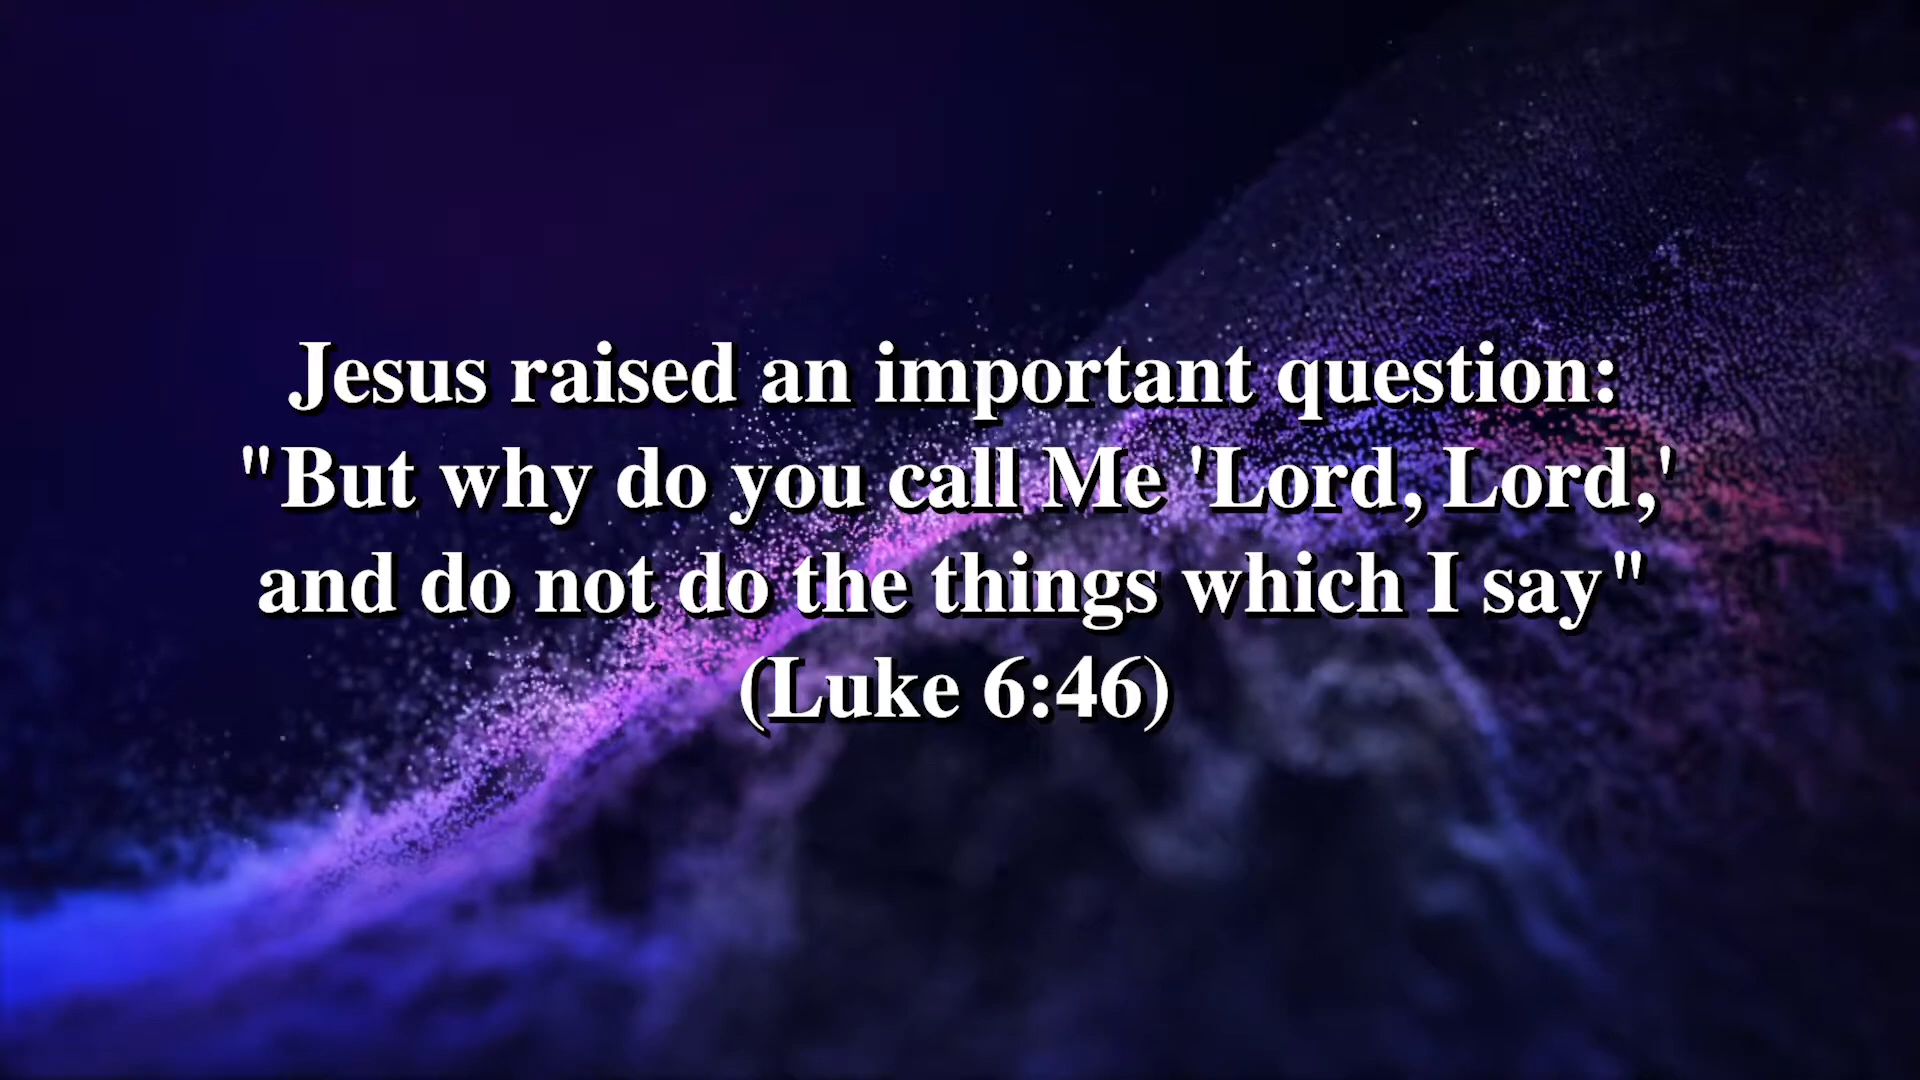 Jesus raised an important question:
"But why do you call Me 'Lord, Lord,'
and do not do the things which I say"
(Luke 6:46)